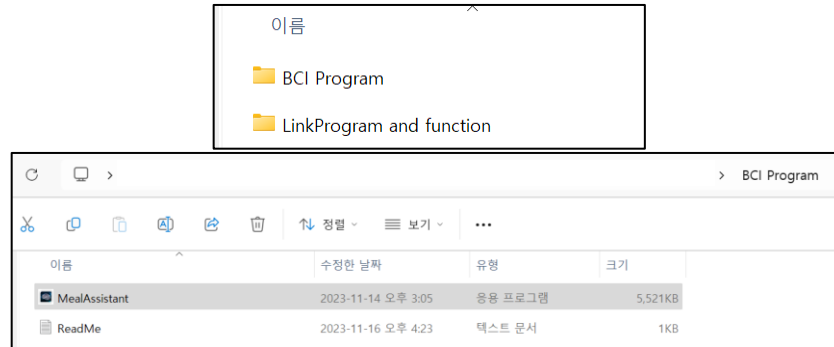 이름
BCI Program
LinkProgram and function
BCI Program
정렬 보기
이름 수정한 날짜 유형 크기
MealAssistant 2023-11-14 오후 3:05 응용 프로그램 5,521KB
ReadMe 2023-11-16 오후 4:23 텍스트 문서 1KB